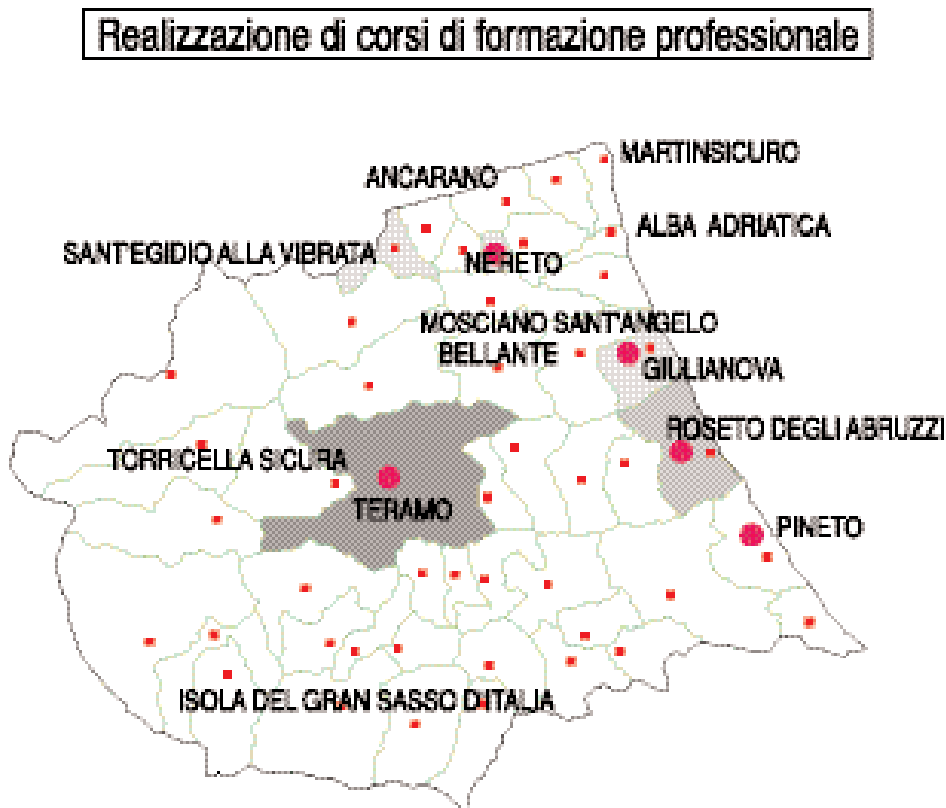 Realizzazione di corsi di formazione professionale
MARTINSICURO
ANCARANO
ALBA ADRIATICA
SANT'EGIDIO ALLA VIBRATA
NERETO
MOSCIANO SANT'ANGELO
BELLANTE
GIULIANOVA
ROSETO DEGLI ABRUZZI
TORRICELLA SICURA
TERAMO
PINETO
ISOLA DEL GRAN SASSO D'ITALIA